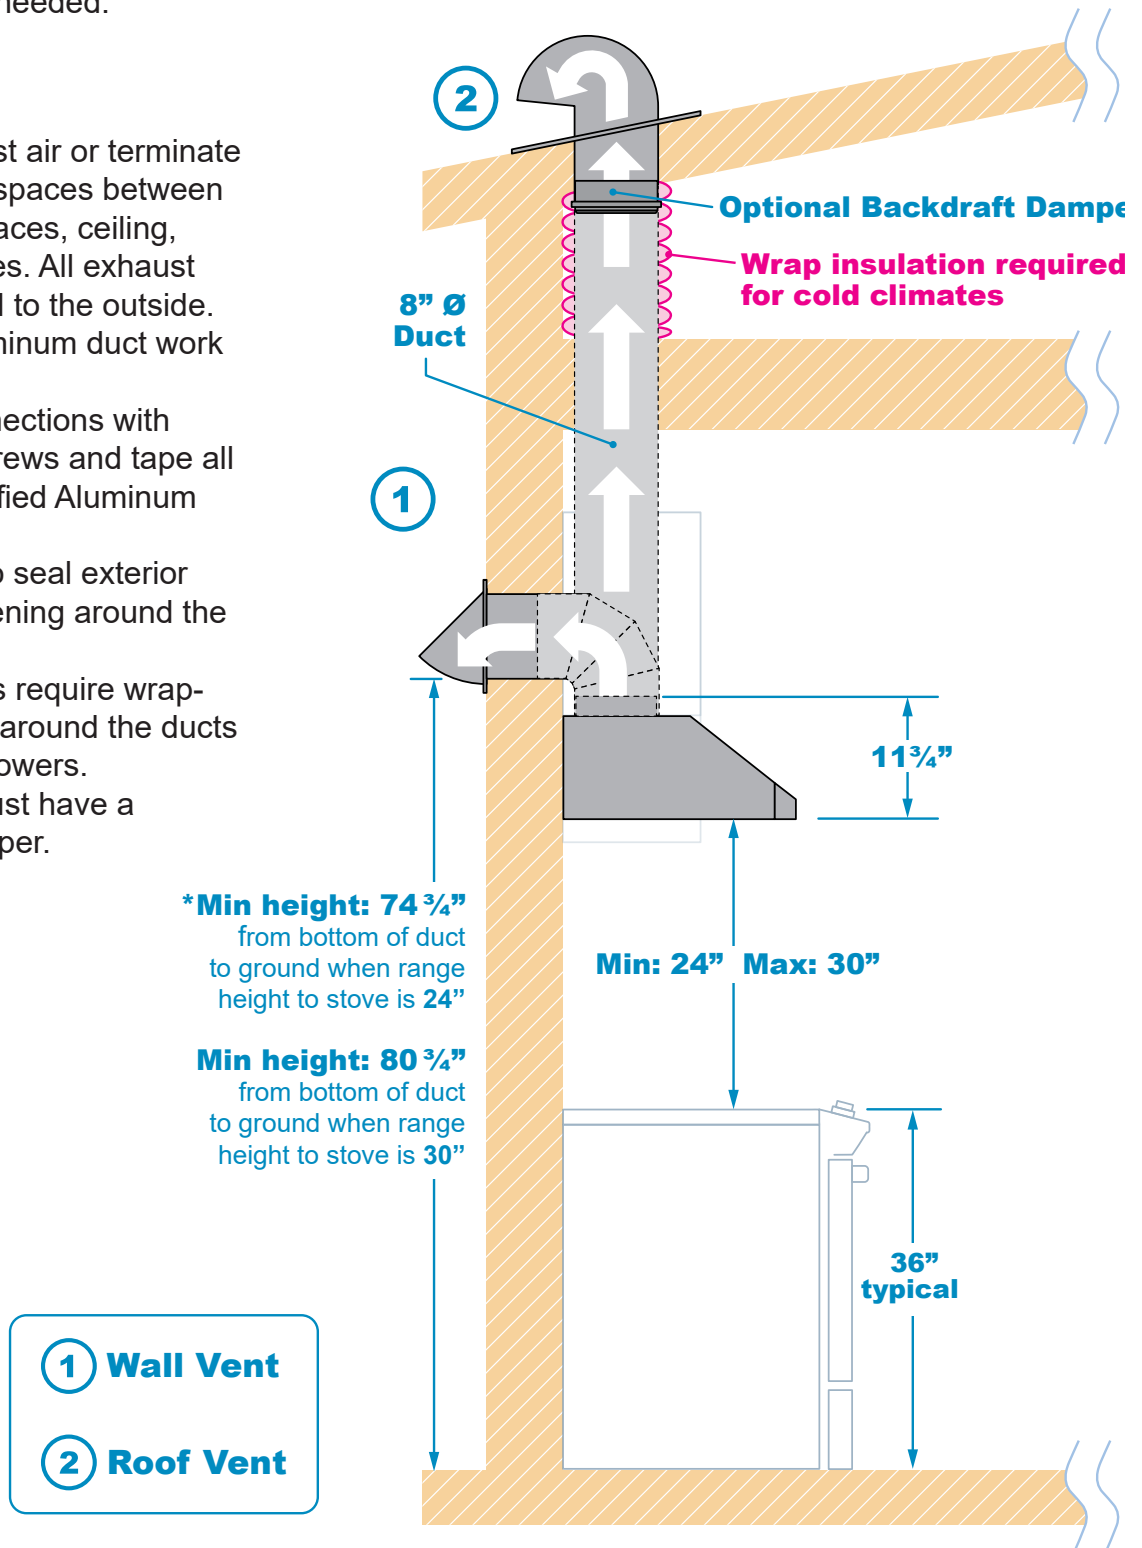 needed.
st air or terminate
spaces between
aces, ceiling,
es. All exhaust
d to the outside.
minum duct work
nections with
rews and tape all
ified Aluminum
o seal exterior
ening around the
s require wrap-
around the ducts
owers.
ust have a
per.
2
Optional Backdraft Dampe
Wrap insulation required
for cold climates
8” Ø
Duct
1
11¾”
*Min height: 74 ¾”
from bottom of duct
to ground when range
height to stove is 24”
Min: 24” Max: 30”
Min height: 80 ¾”
from bottom of duct
to ground when range
height to stove is 30”
36”
typical
1 Wall Vent
2 Roof Vent